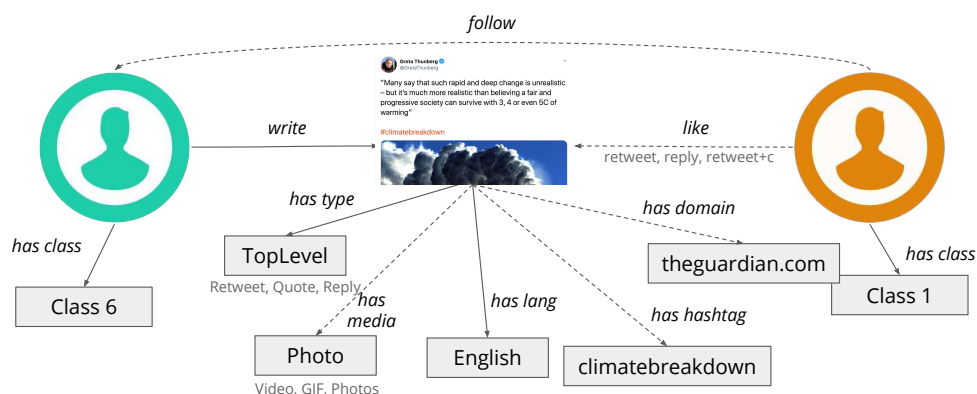 follow
Greta Thunberg
@GretaThunberg
"Many say that such rapid and deep change is unrealistic
– but it's much more realistic than believing a fair and
progressive society can survive with 3, 4 or even 5C of
warming"
#climatebreakdown
write
like
retweet, reply, retweet+c
has type
has domain
has class
TopLevel
theguardian.com
has class
Retweet, Quote, Reply
Class 6
has media
has lang
has hashtag
Class 1
Photo
English
climatebreakdown
Video, GIF, Photos